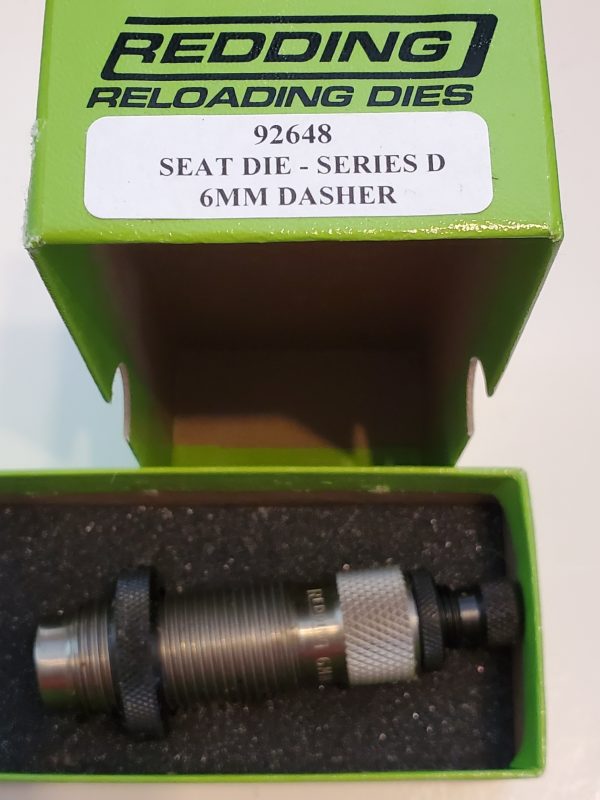 REDDING
RELOADING DIES
92648
SEAT DIE - SERIES D
6MM DASHER